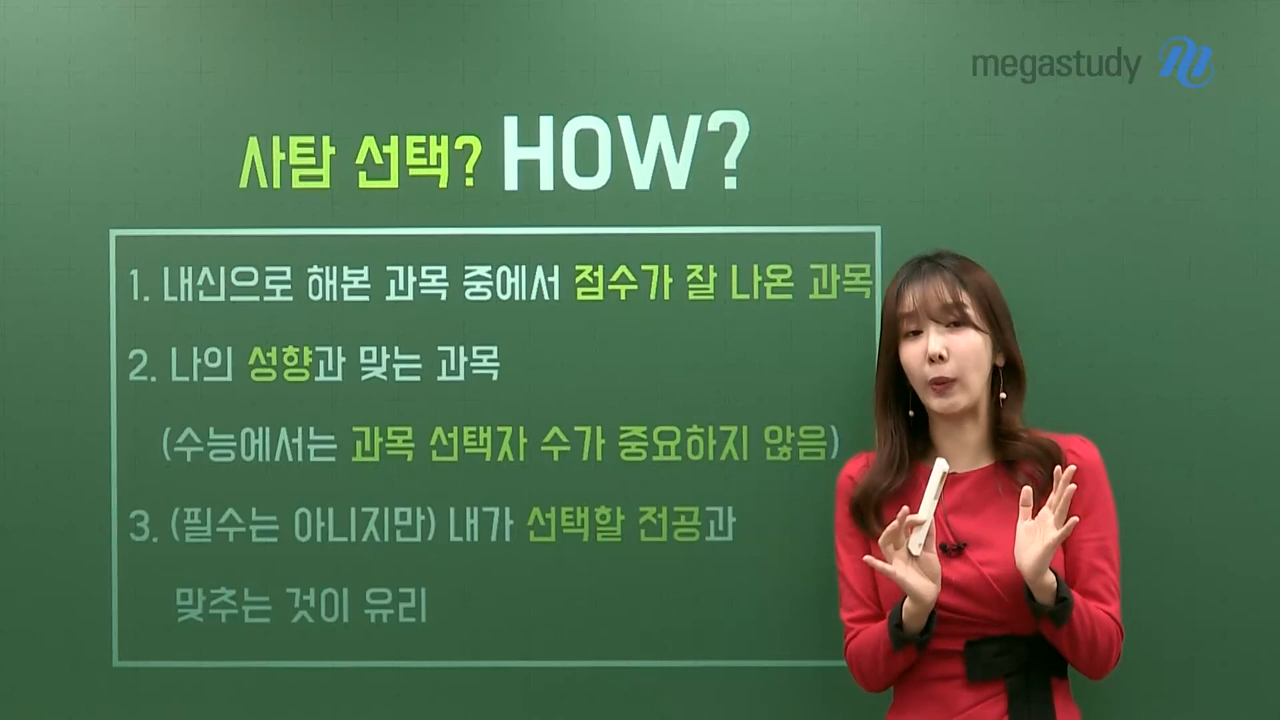 megastudy
사탐 선택? HOW?
1. 내신으로 해본 과목 중에서 점수가 잘 나온 과목
2. 나의 성향과 맞는 과목
(수능에서는 과목 선택자 수가 중요하지 않음)
3. (필수는 아니지만) 내가 선택할 전공과
맞추는 것이 유리